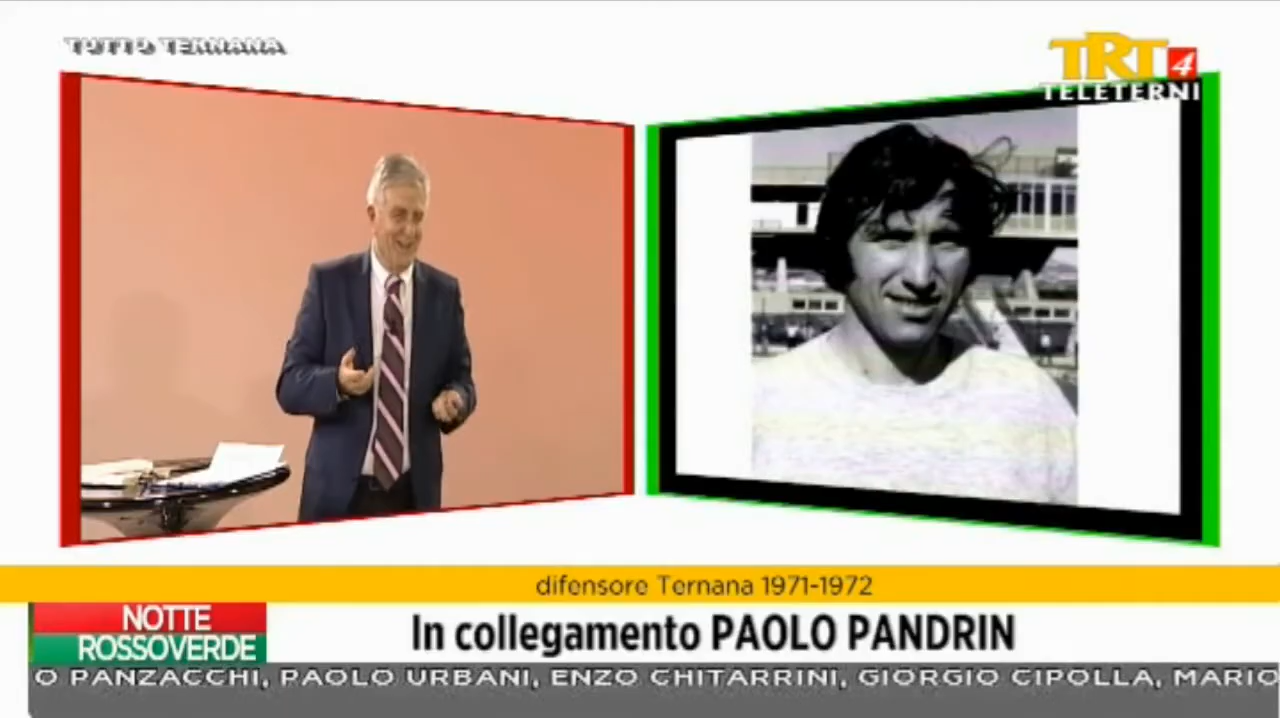 TUTTO TERNANA
TRT 4
TELETERNI
difensore Ternana 1971-1972
NOTTE
ROSSOVERDE
In collegamento PAOLO PANDRIN
O PANZACCHI, PAOLO URBANI, ENZO CHITARRINI, GIORGIO CIPOLLA, MARIO